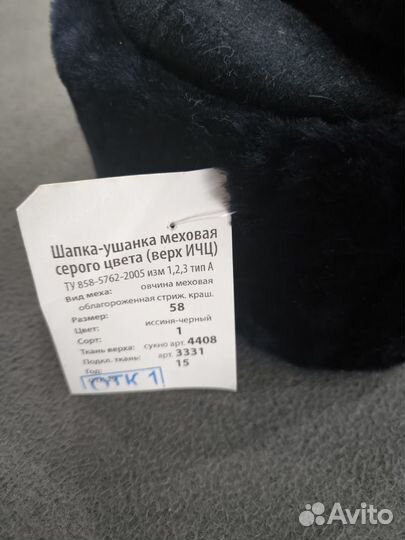 Шапка-ушанка меховая
серого цвета (верх ИЧЦ)
ТУ 858-5762-2005 изм 1,2,3 тип А
Вид меха: овчина меховая
облагороженная стриж. краш.
Размер: 58
Цвет: иссиня-черный
Сорт: 1
Ткань верха: сукно арт. 4408
Подкл. ткань: арт. 3331
Год: 15
ОТК 1
Avito